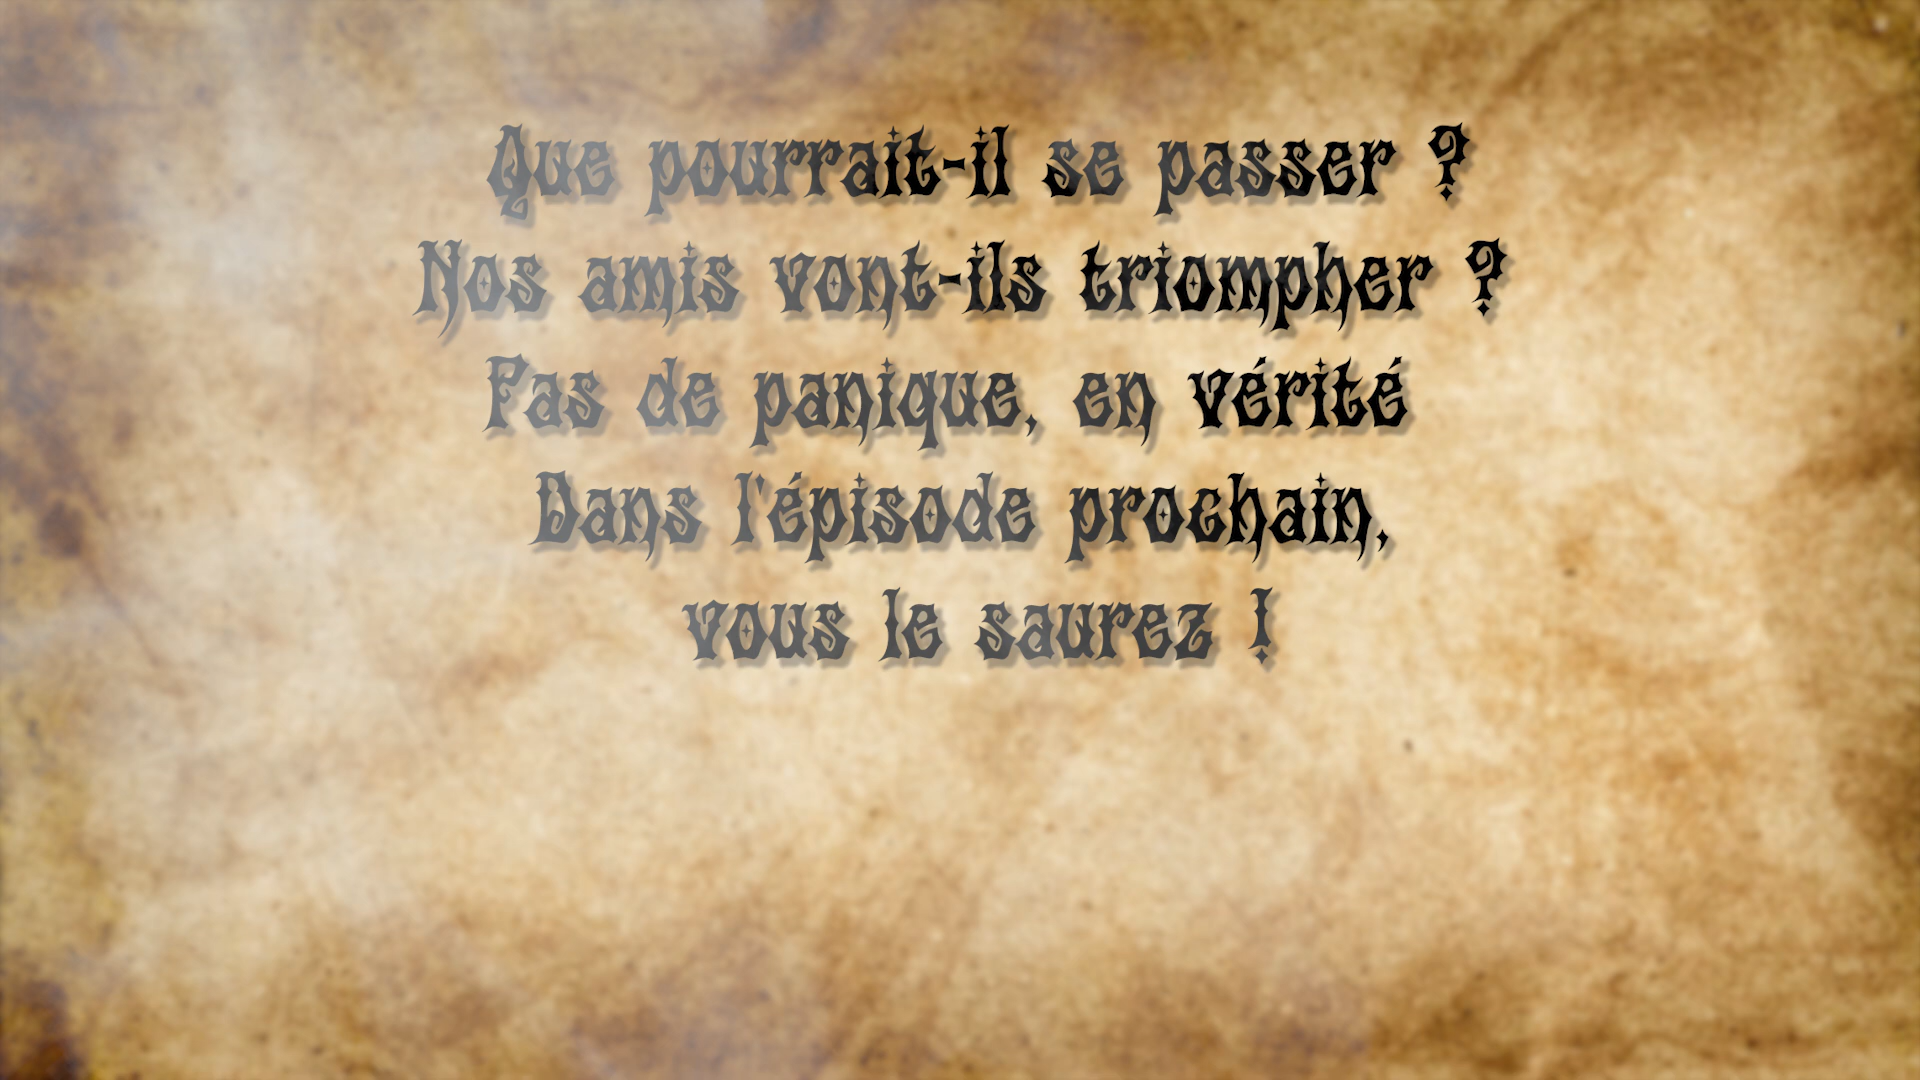 Que pourrait-il se passer ?
Nos amis vont-ils triompher ?
Pas de panique, en vérité
Dans l'épisode prochain,
vous le saurez !